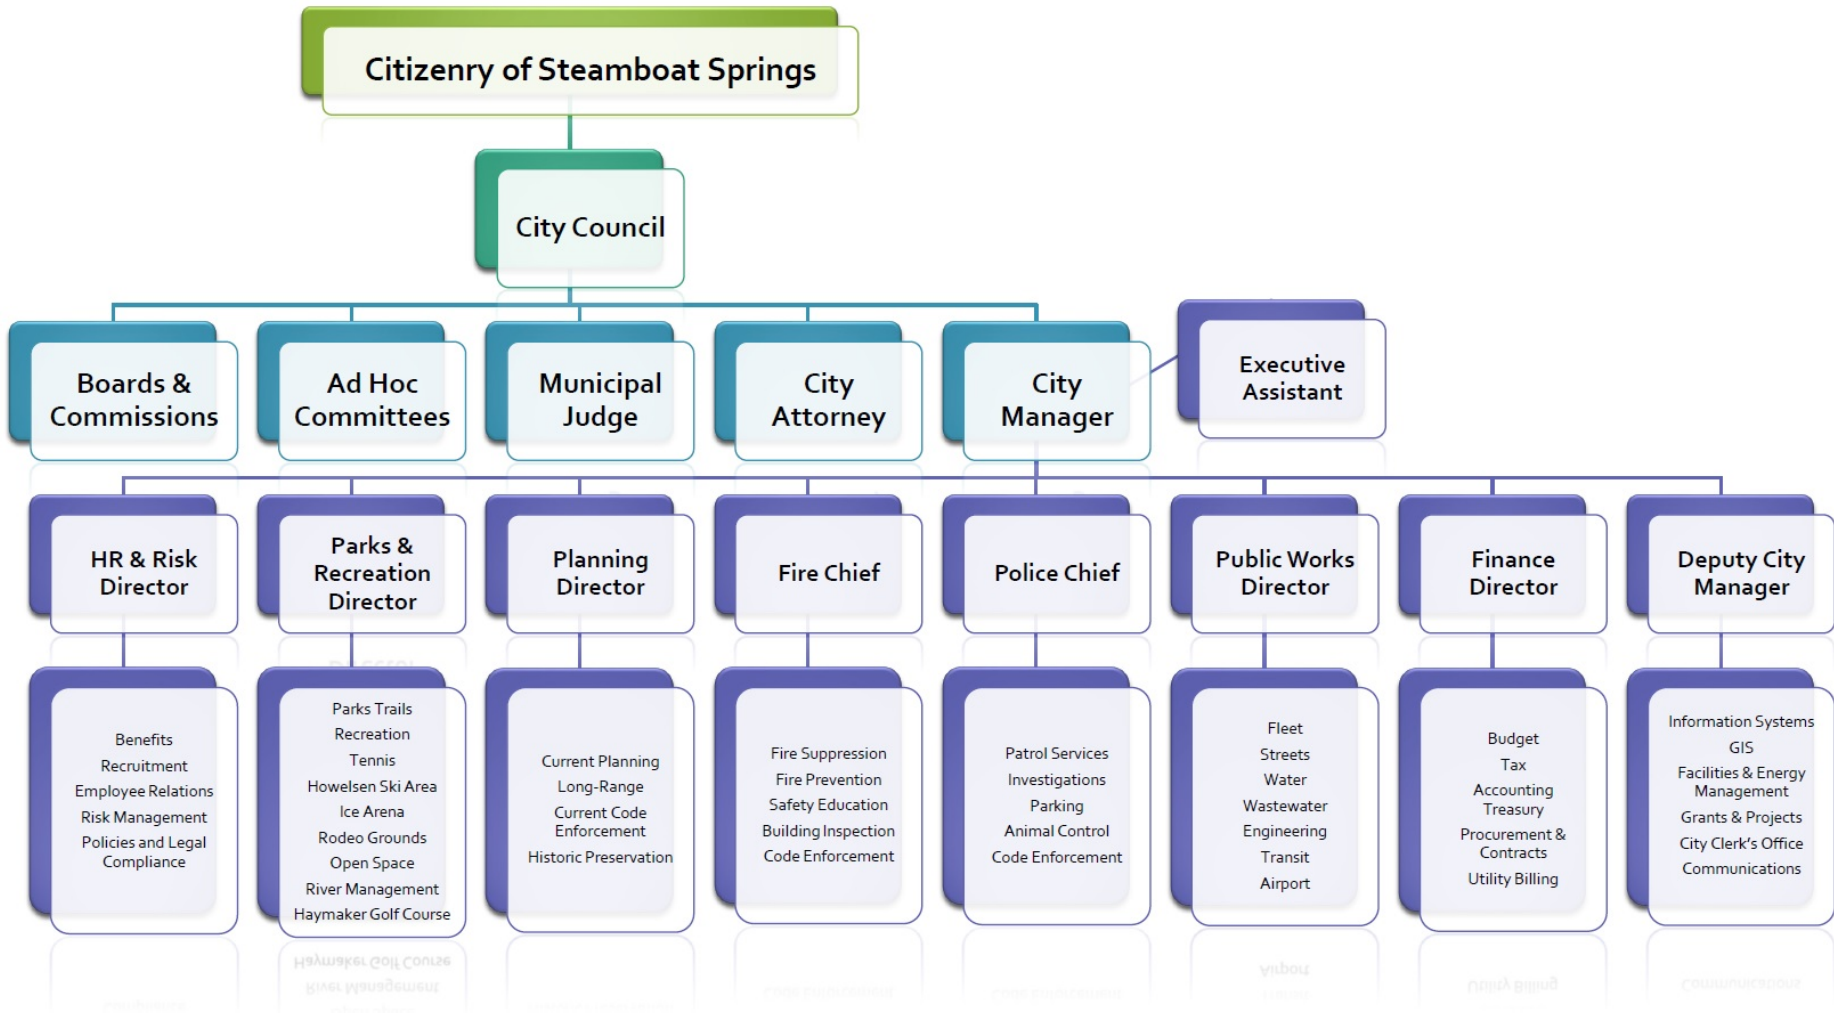 Citizenry of Steamboat Springs
City Council
Boards &
Commissions
Ad Hoc
Committees
Municipal
Judge
City
Attorney
City
Manager
Executive
Assistant
HR & Risk
Director
Parks &
Recreation
Director
Planning
Director
Fire Chief
Police Chief
Public Works
Director
Finance
Director
Deputy City
Manager
Benefits
Recruitment
Employee Relations
Risk Management
Policies and Legal
Compliance
Parks Trails
Recreation
Tennis
Howelsen Ski Area
Ice Arena
Rodeo Grounds
Open Space
River Management
Haymaker Golf Course
Current Planning
Long-Range
Current Code
Enforcement
Historic Preservation
Fire Suppression
Fire Prevention
Safety Education
Building Inspection
Code Enforcement
Patrol Services
Investigations
Parking
Animal Control
Code Enforcement
Fleet
Streets
Water
Wastewater
Engineering
Transit
Airport
Budget
Tax
Accounting
Treasury
Procurement &
Contracts
Utility Billing
Information Systems
GIS
Facilities & Energy
Management
Grants & Projects
City Clerk's Office
Communications